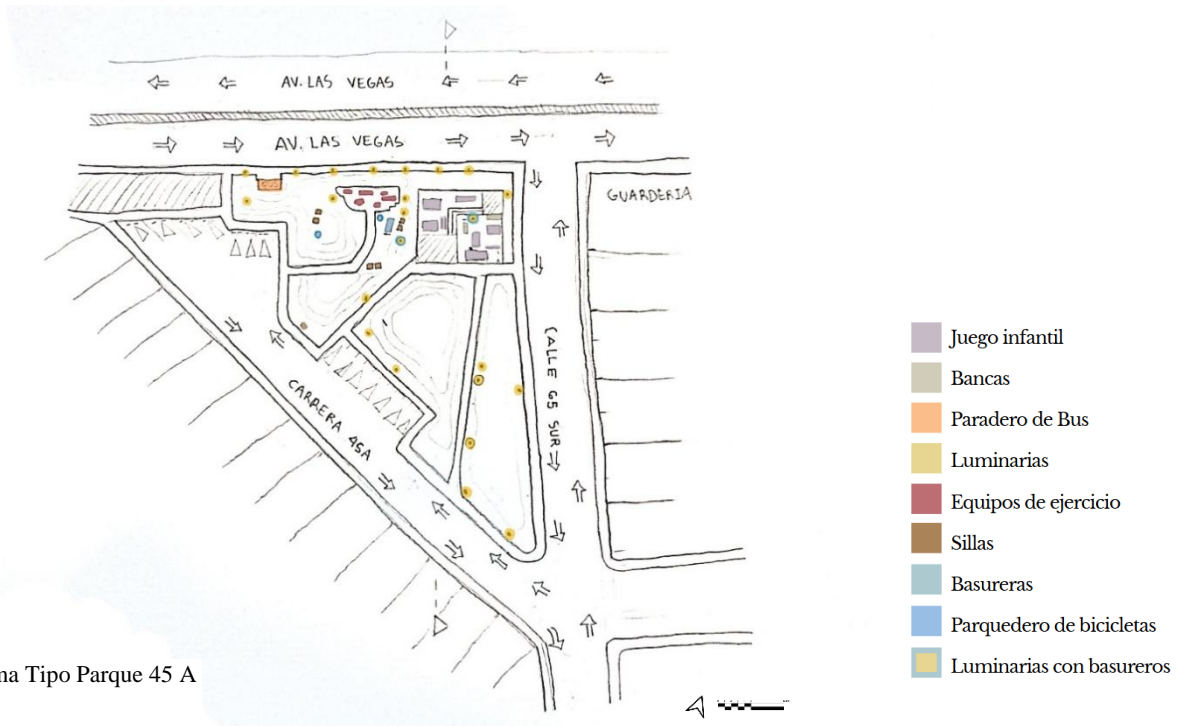 AV. LAS VEGAS
AV. LAS VEGAS
GUARDERIA
CALLE 65 SUR
CARRERA 45A
Juego infantil
Bancas
Paradero de Bus
Luminarias
Equipos de ejercicio
Sillas
Basureras
Parquedero de bicicletas
Luminarias con basureros
Tipo Parque 45 A